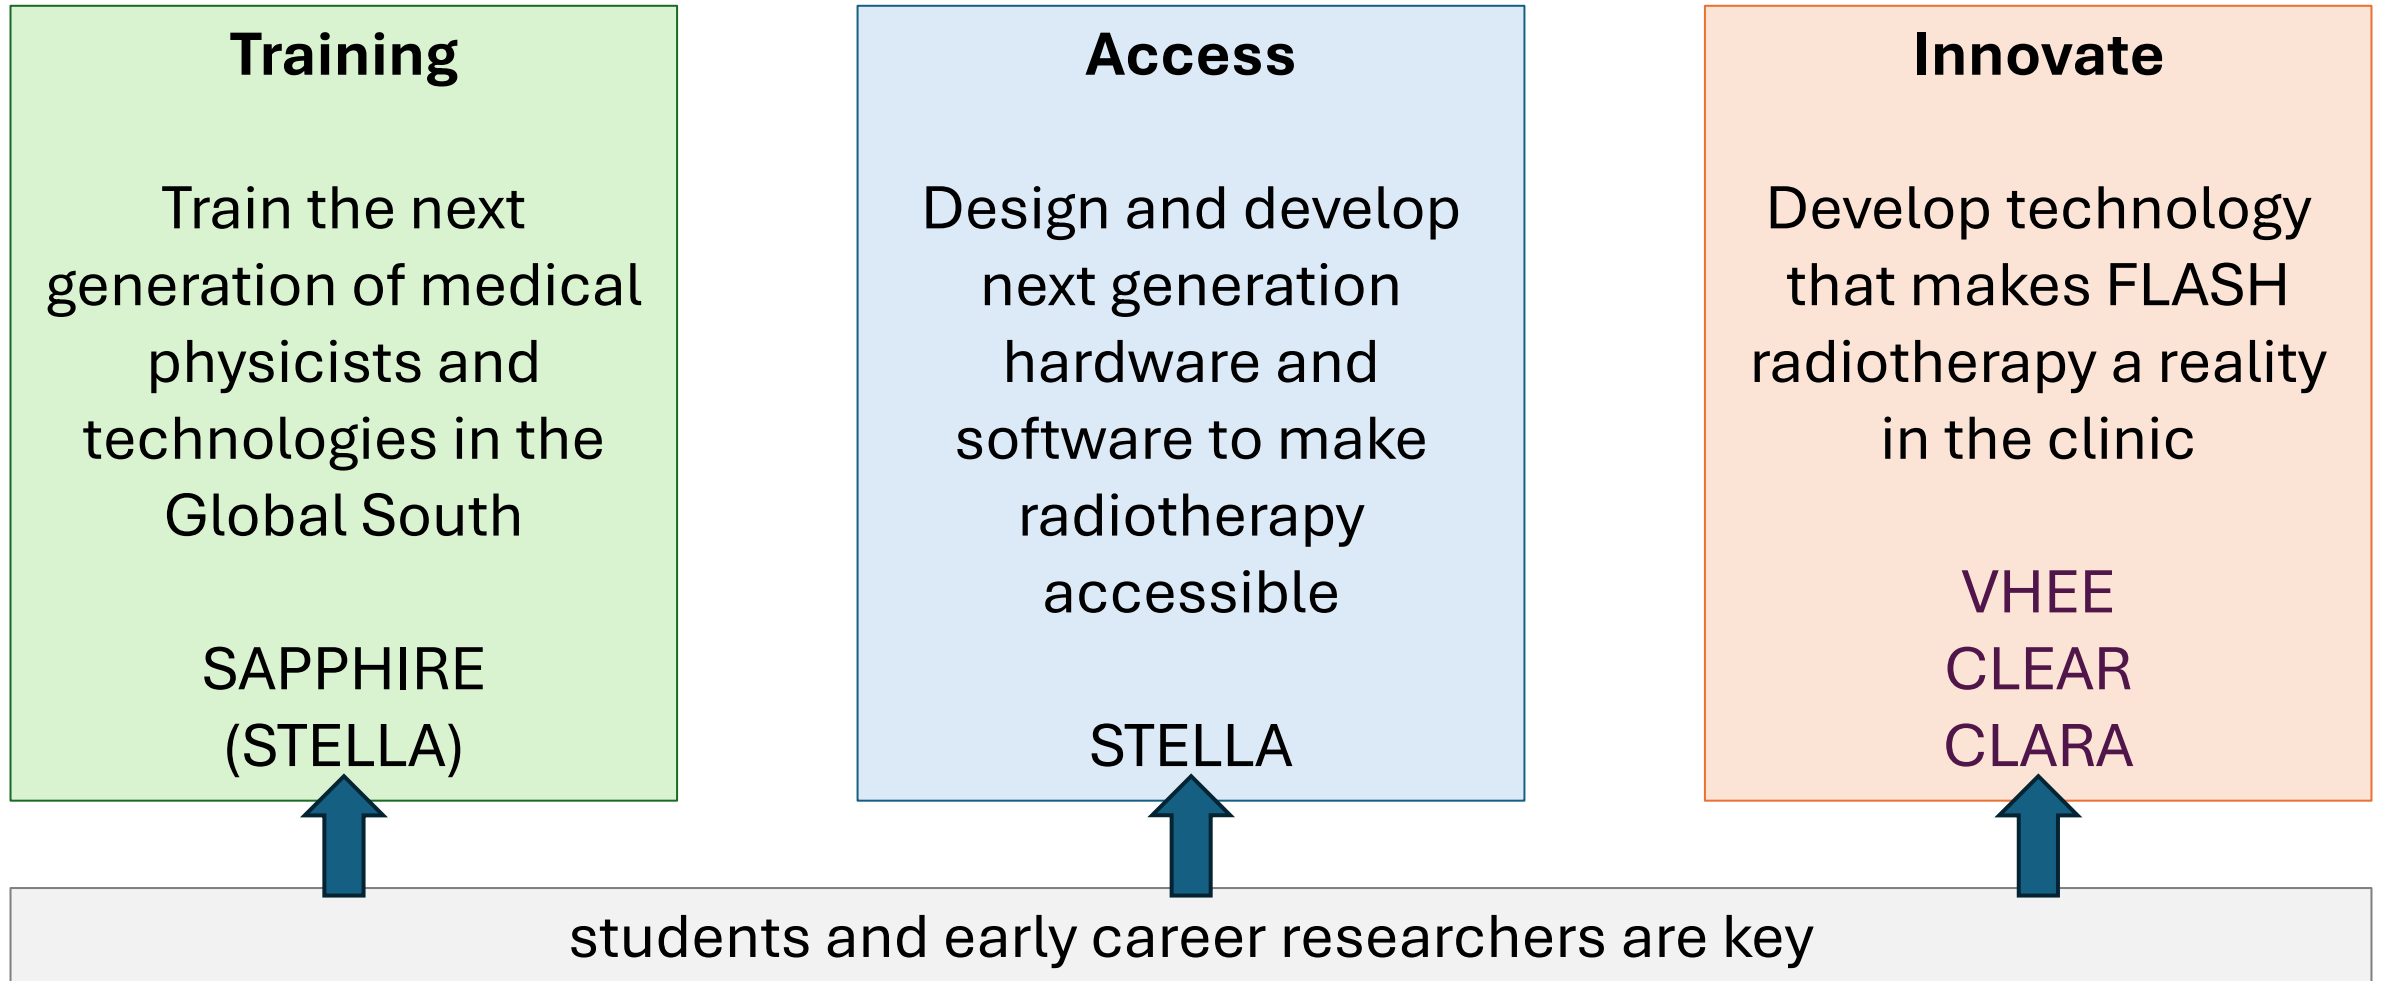 Training
Train the next
generation of medical
physicists and
technologies in the
Global South
SAPPHIRE
(STELLA)
Access
Design and develop
next generation
hardware and
software to make
radiotherapy
accessible
STELLA
Innovate
Develop technology
that makes FLASH
radiotherapy a reality
in the clinic
VHEE
CLEAR
CLARA
students and early career researchers are key